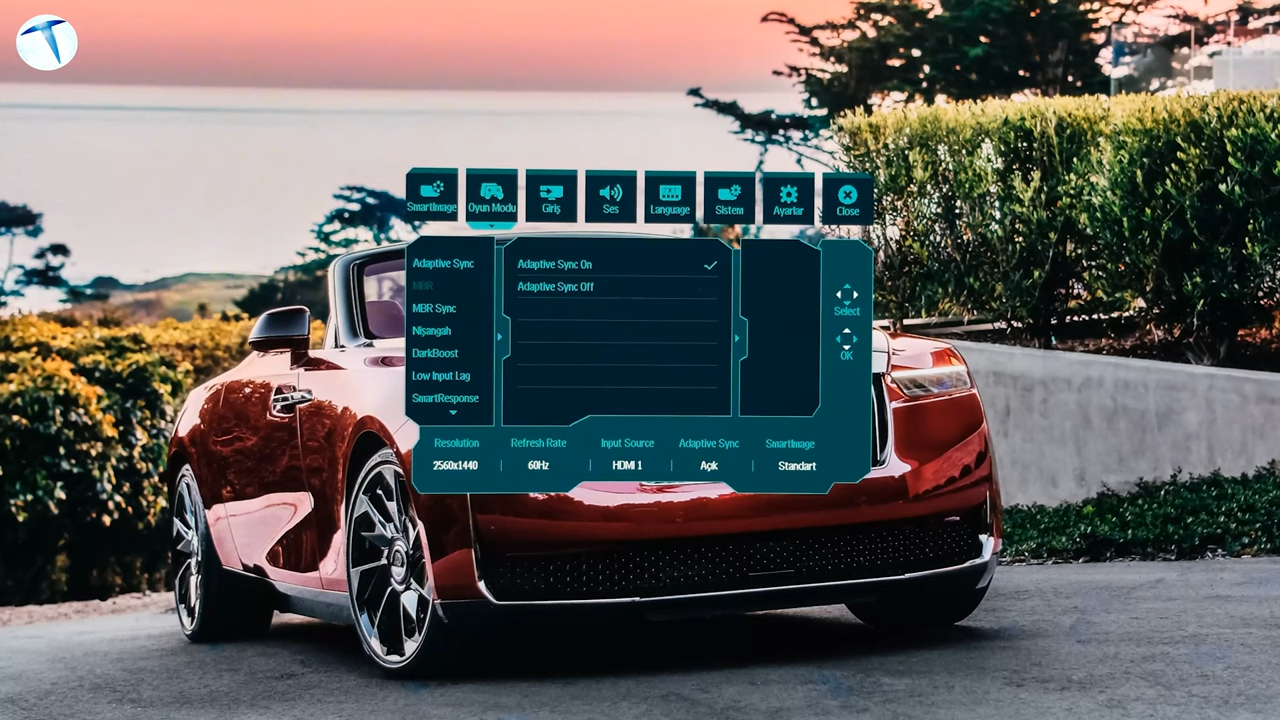 SmartImage
Oyun Modu
Giriş
Ses
Language
Sistem
Ayarlar
Close
Adaptive Sync
MBR
MBR Sync
Nişangah
DarkBoost
Low Input Lag
SmartResponse
Adaptive Sync On
Adaptive Sync Off
Select
OK
Resolution
Refresh Rate
Input Source
Adaptive Sync
SmartImage
2560x1440
60Hz
HDMI 1
Açık
Standart